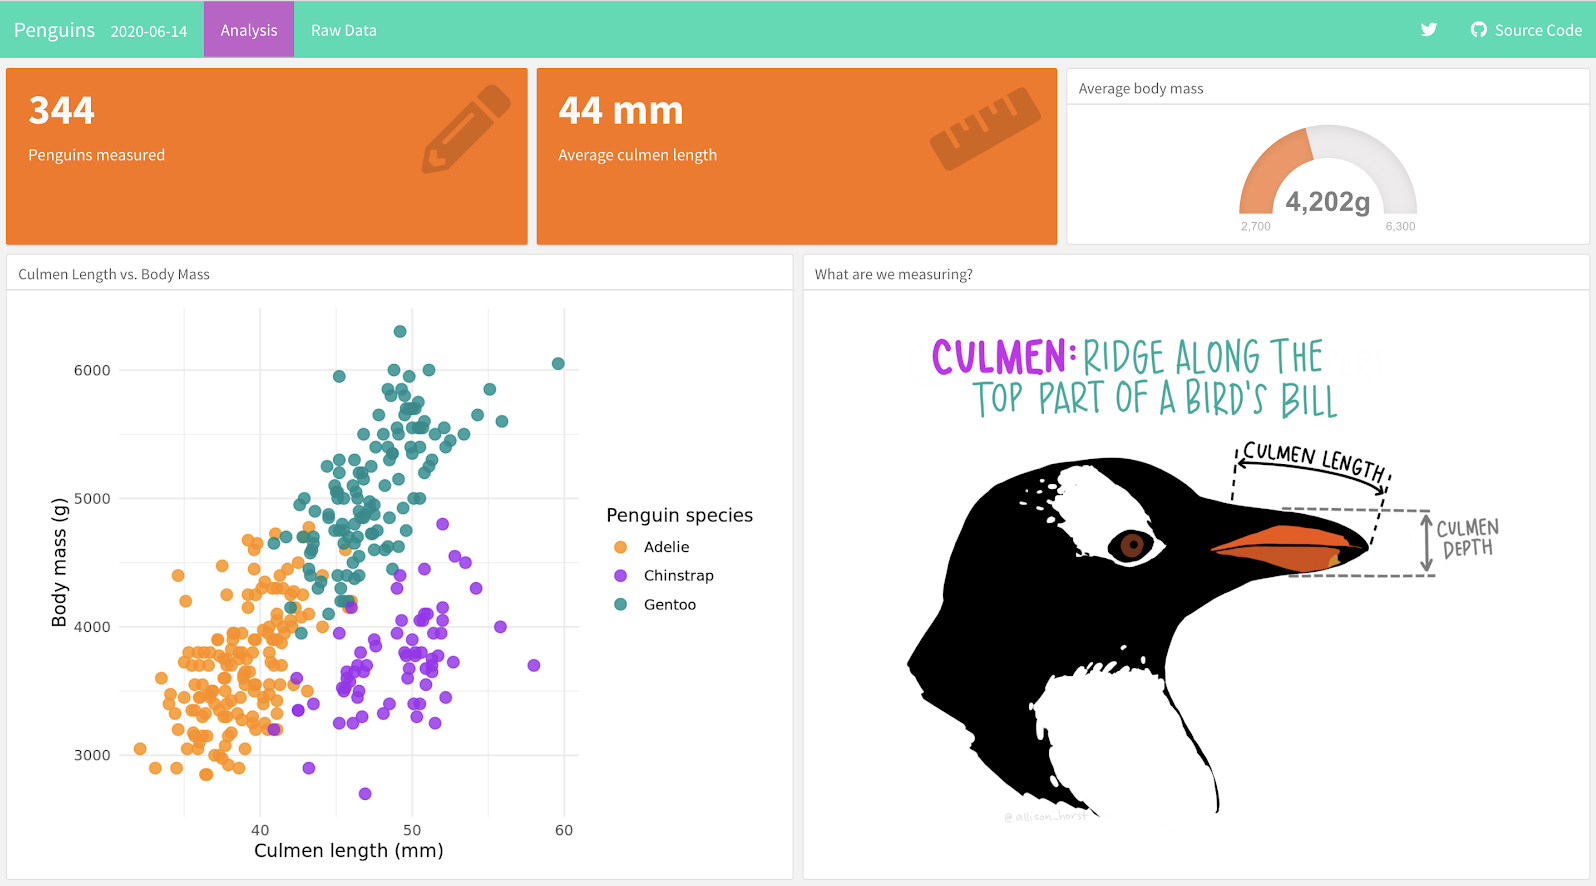 Penguins 2020-06-14 Analysis Raw Data Source Code
344
Penguins measured
44 mm
Average culmen length
Average body mass
4,202g
2,700 6,300
Culmen Length vs. Body Mass
6000
5000
4000
3000
Body mass (g)
40 50 60
Culmen length (mm)
Penguin species
Adelie
Chinstrap
Gentoo
What are we measuring?
CULMEN: RIDGE ALONG THE
TOP PART OF A BIRD'S BILL
CULMEN LENGTH
CULMEN
DEPTH
@allison_horst